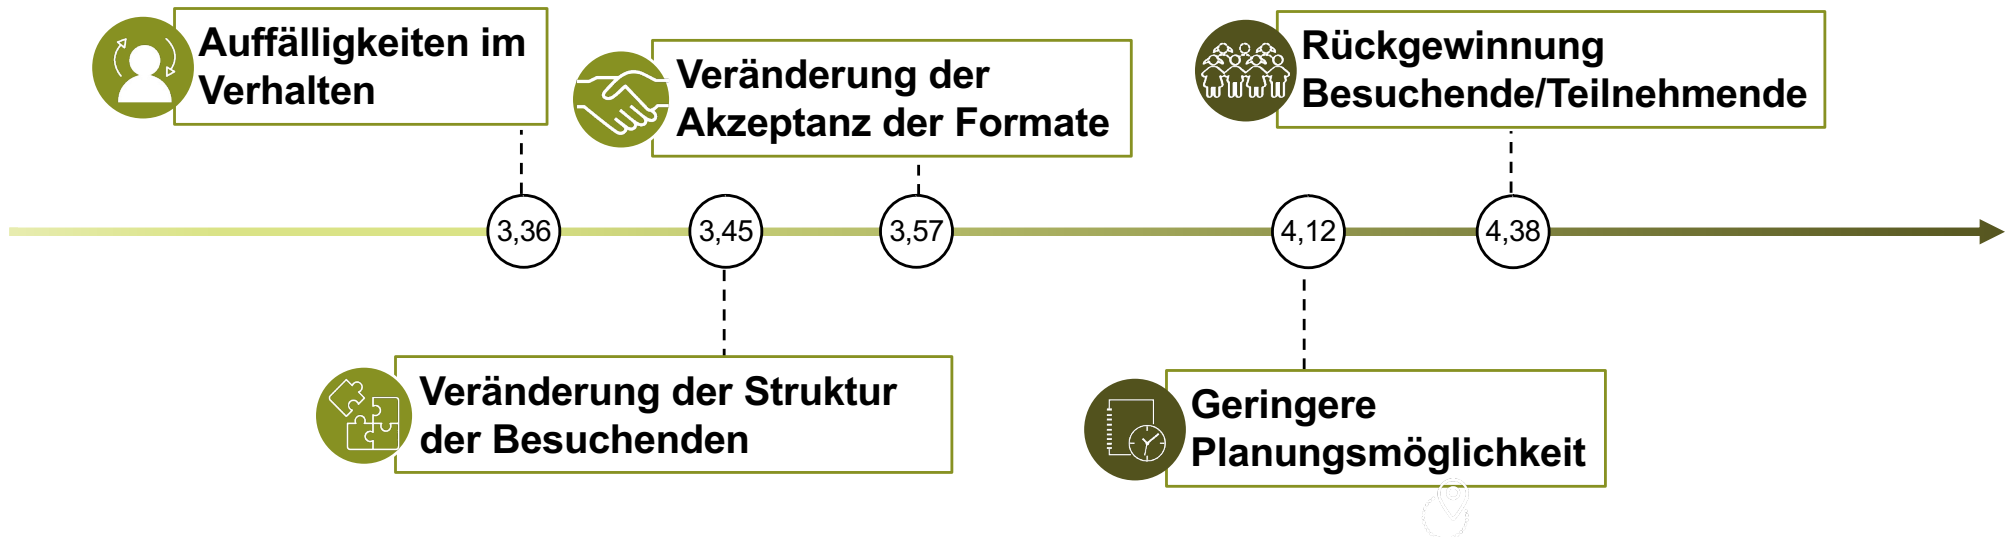 Auffälligkeiten im
Verhalten
Veränderung der
Akzeptanz der Formate
Rückgewinnung
Besuchende/Teilnehmende
3,36
3,45
3,57
4,12
4,38
Veränderung der Struktur
der Besuchenden
Geringere
Planungsmöglichkeit